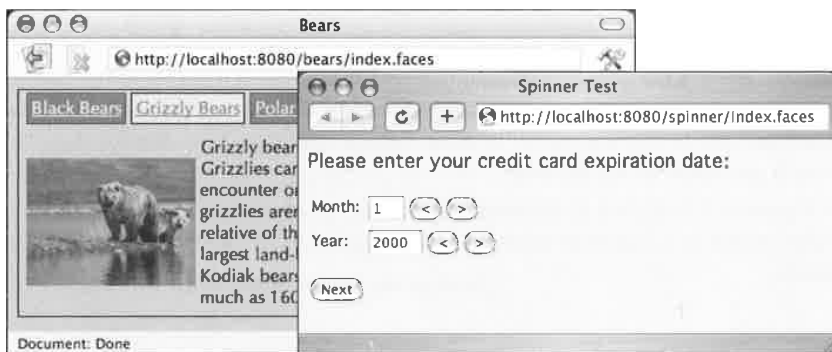 Bears
http://localhost:8080/bears/index.faces
Black Bears Grizzly Bears Polar
Grizzly bear
Grizzlies car
encounter
grizzlies arer
relative of th
largest land-
Kodiak bears
much as 160
Document: Done
Spinner Test
http://localhost:8080/spinner/index.faces
Please enter your credit card expiration date:
Month: 1 < >
Year: 2000 < >
Next